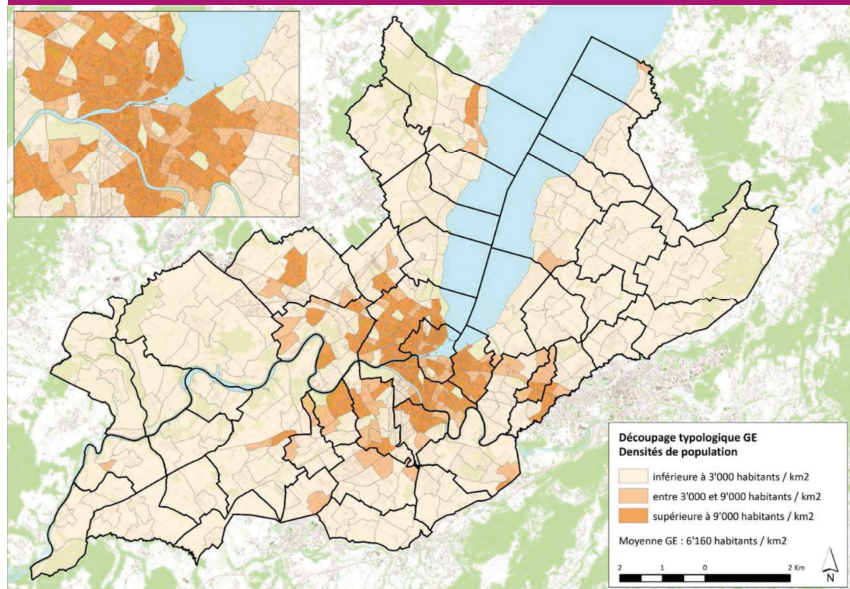 Découpage typologique GE
Densités de population
inférieure à 3'000 habitants / km2
entre 3'000 et 9'000 habitants / km2
supérieure à 9'000 habitants / km2
Moyenne GE : 6'160 habitants / km2
2 1 0 2 Km
N